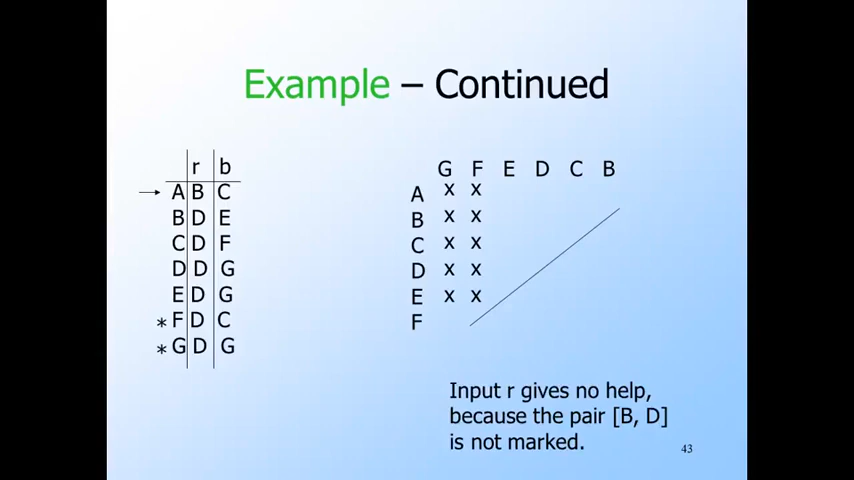 Example – Continued
r b
A B C
B D E
C D F
D D G
E D G
* F D C
* G D G
G F E D C B
A x x
B x x
C x x
D x x
E x x
F
Input r gives no help,
because the pair [B, D]
is not marked.
43